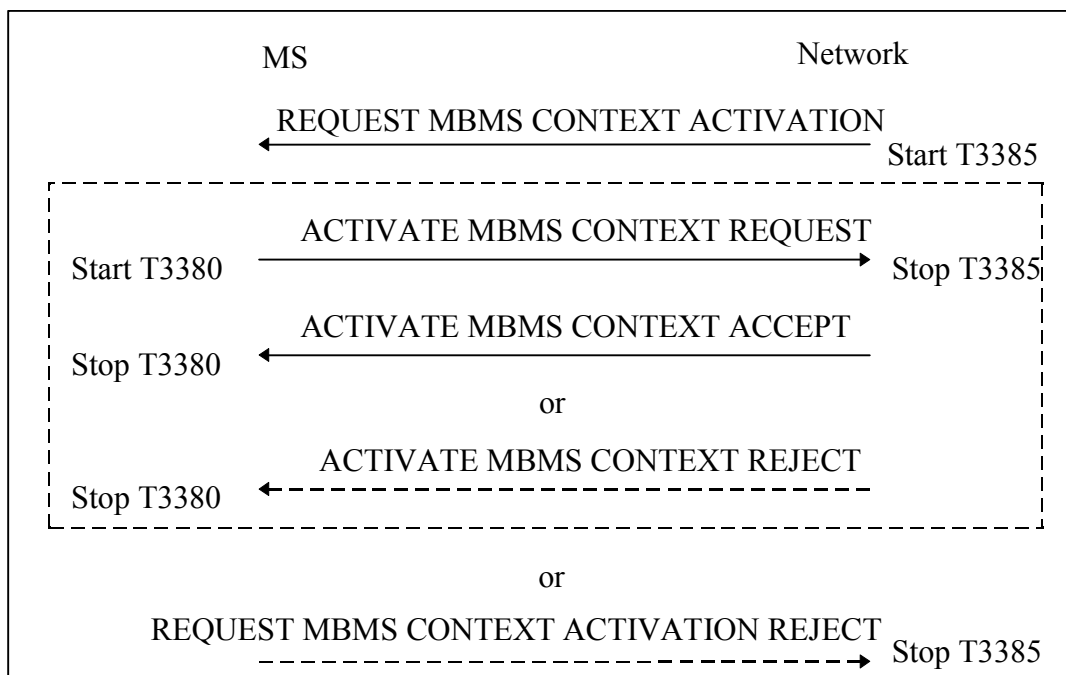 MS Network
REQUEST MBMS CONTEXT ACTIVATION
Start T3385
ACTIVATE MBMS CONTEXT REQUEST
Start T3380 Stop T3385
ACTIVATE MBMS CONTEXT ACCEPT
Stop T3380
or
ACTIVATE MBMS CONTEXT REJECT
Stop T3380
or
REQUEST MBMS CONTEXT ACTIVATION REJECT
Stop T3385